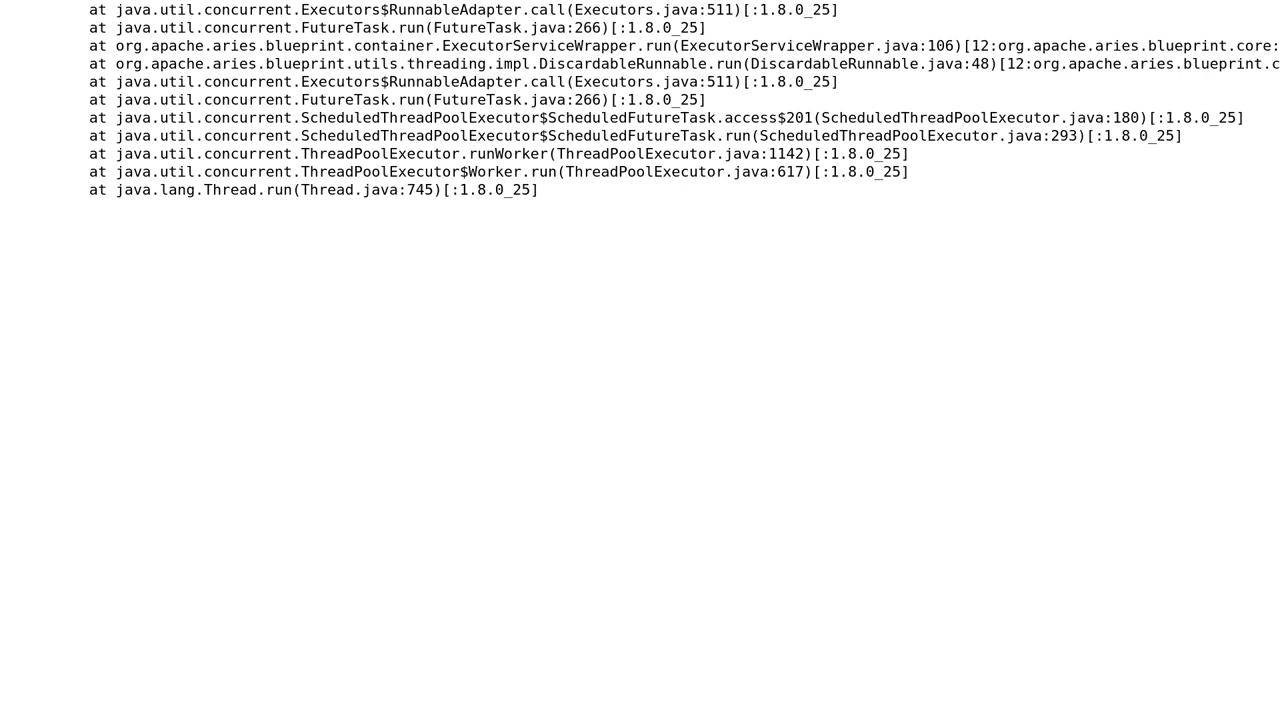 at java.util.concurrent.Executors$RunnableAdapter.call(Executors.java:511)[:1.8.0_25]
at java.util.concurrent.FutureTask.run(FutureTask.java:266)[:1.8.0_25]
at org.apache.aries.blueprint.container.ExecutorServiceWrapper.run(ExecutorServiceWrapper.java:106)[12:org.apache.aries.blueprint.core:
at org.apache.aries.blueprint.utils.threading.impl.DiscardableRunnable.run(DiscardableRunnable.java:48)[12:org.apache.aries.blueprint.c
at java.util.concurrent.Executors$RunnableAdapter.call(Executors.java:511)[:1.8.0_25]
at java.util.concurrent.FutureTask.run(FutureTask.java:266)[:1.8.0_25]
at java.util.concurrent.ScheduledThreadPoolExecutor$ScheduledFutureTask.access$201(ScheduledThreadPoolExecutor.java:180)[:1.8.0_25]
at java.util.concurrent.ScheduledThreadPoolExecutor$ScheduledFutureTask.run(ScheduledThreadPoolExecutor.java:293)[:1.8.0_25]
at java.util.concurrent.ThreadPoolExecutor.runWorker(ThreadPoolExecutor.java:1142)[:1.8.0_25]
at java.util.concurrent.ThreadPoolExecutor$Worker.run(ThreadPoolExecutor.java:617)[:1.8.0_25]
at java.lang.Thread.run(Thread.java:745)[:1.8.0_25]